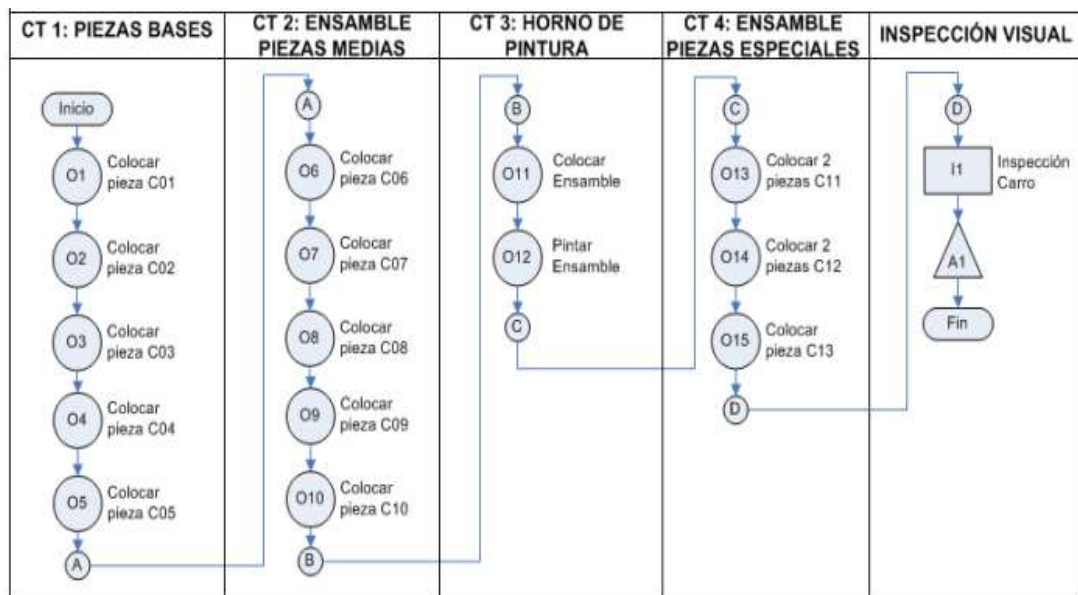 CT 1: PIEZAS BASES
Inicio
O1
Colocar
pieza C01
O2
Colocar
pieza C02
O3
Colocar
pieza C03
O4
Colocar
pieza C04
O5
Colocar
pieza C05
A
CT 2: ENSAMBLE
PIEZAS MEDIAS
A
O6
Colocar
pieza C06
O7
Colocar
pieza C07
O8
Colocar
pieza C08
O9
Colocar
pieza C09
O10
Colocar
pieza C10
B
CT 3: HORNO DE
PINTURA
B
O11
Colocar
Ensamble
O12
Pintar
Ensamble
C
CT 4: ENSAMBLE
PIEZAS ESPECIALES
C
O13
Colocar 2
piezas C11
O14
Colocar 2
piezas C12
O15
Colocar
pieza C13
D
INSPECCIÓN VISUAL
D
I1
Inspección
Carro
A1
Fin